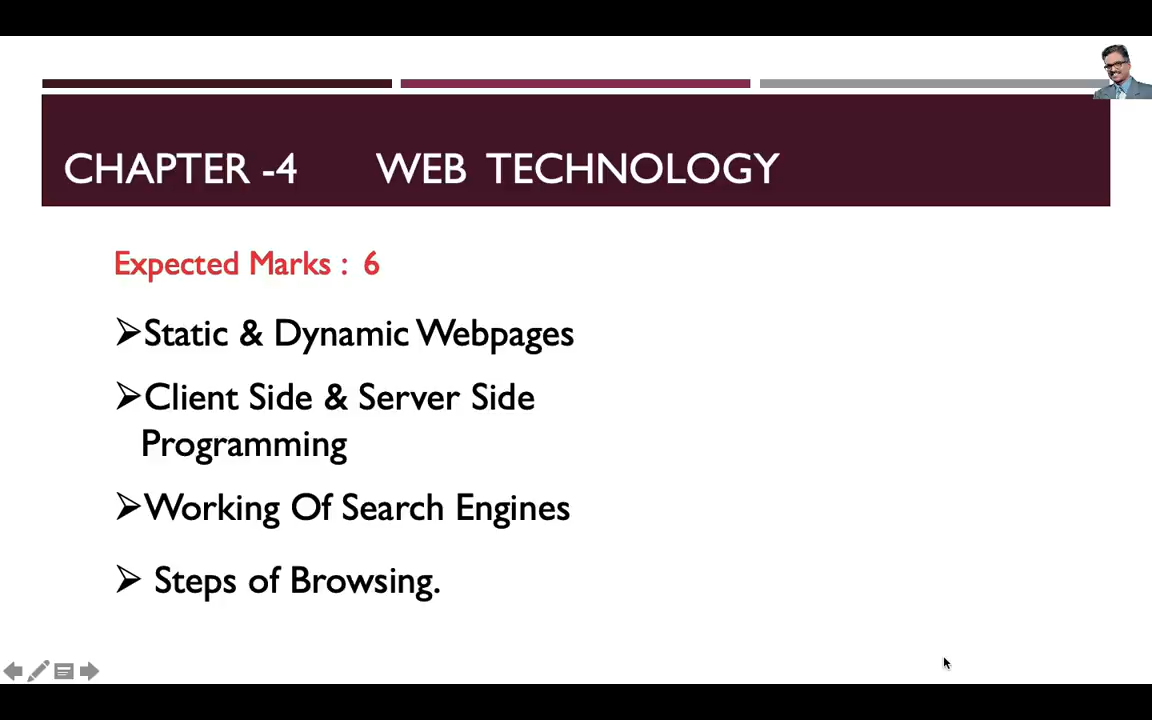 CHAPTER -4 WEB TECHNOLOGY
Expected Marks : 6
➢Static & Dynamic Webpages
➢Client Side & Server Side
Programming
➢Working Of Search Engines
➢ Steps of Browsing.